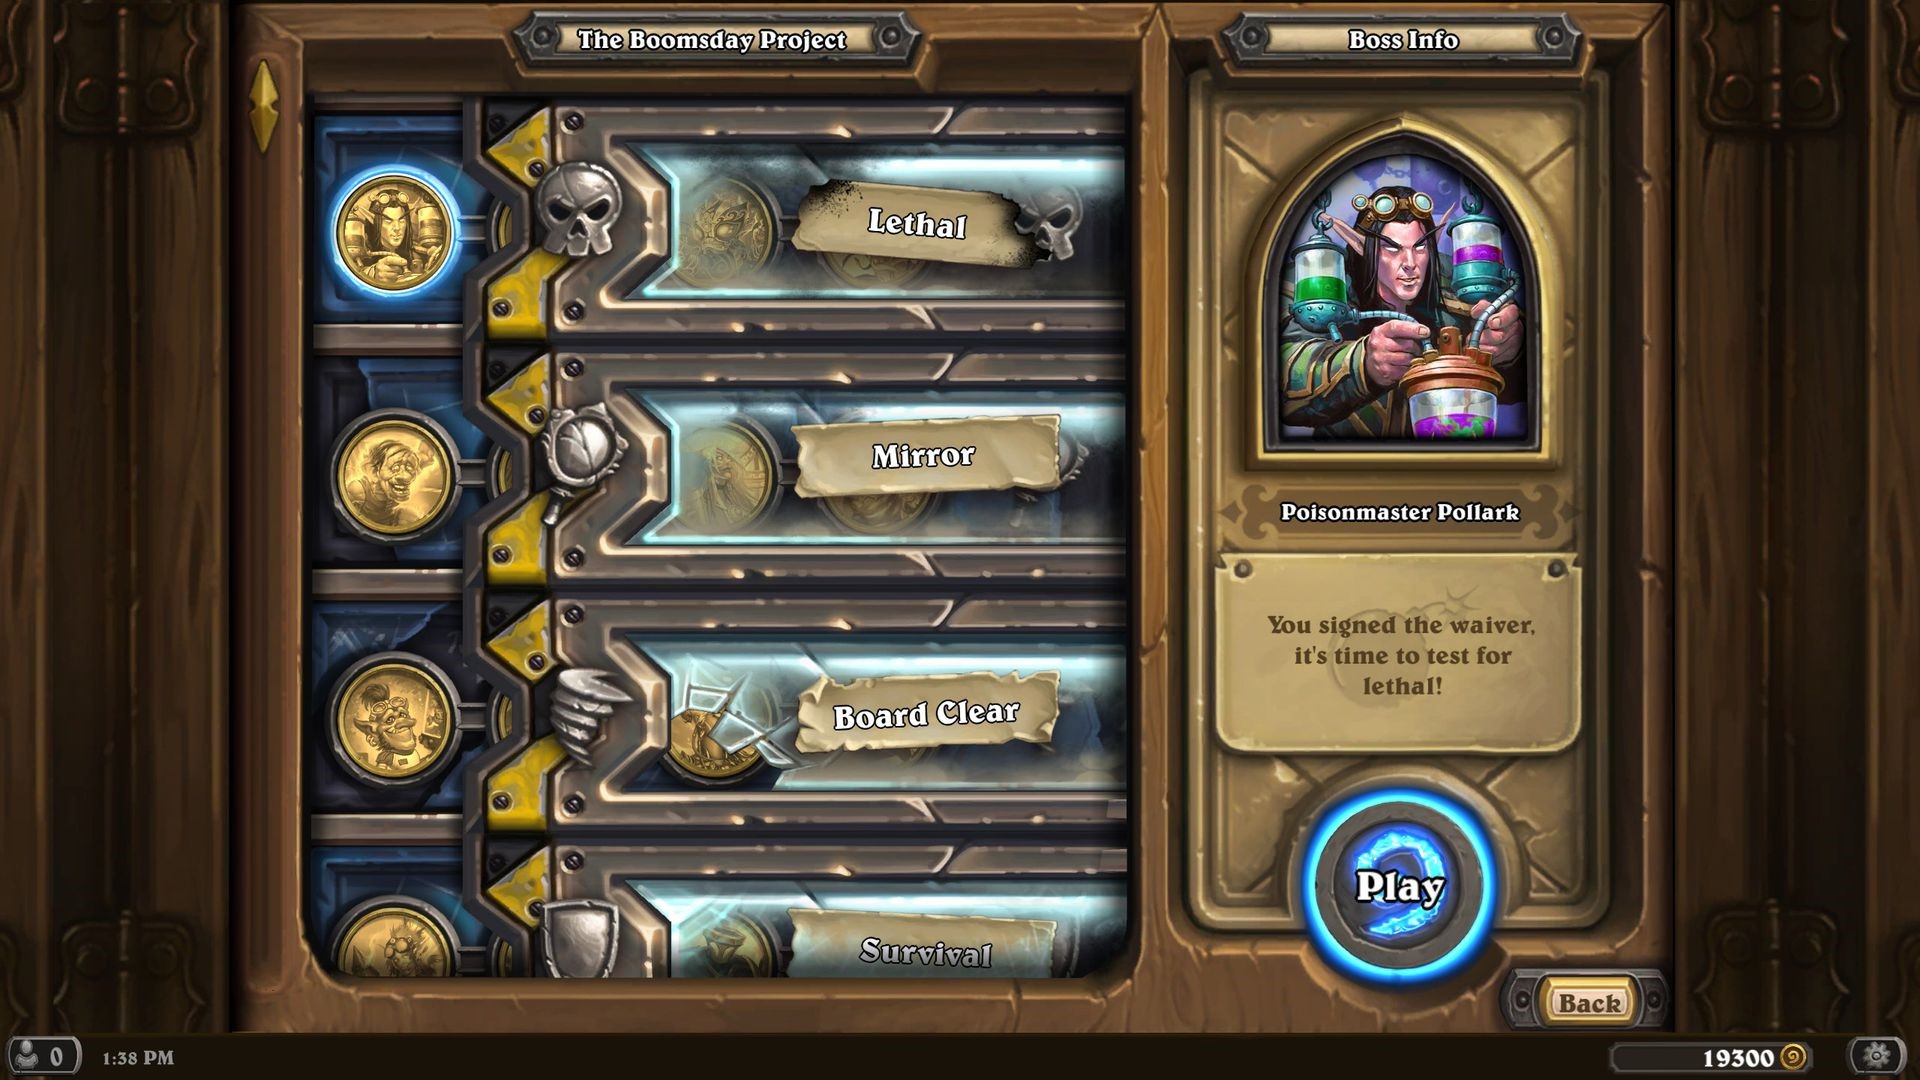 The Boomsday Project
Boss Info
Lethal
Mirror
Board Clear
Survival
Poisonmaster Pollark
You signed the waiver,
it's time to test for
lethal!
Play
Back
0
1:38 PM
19300